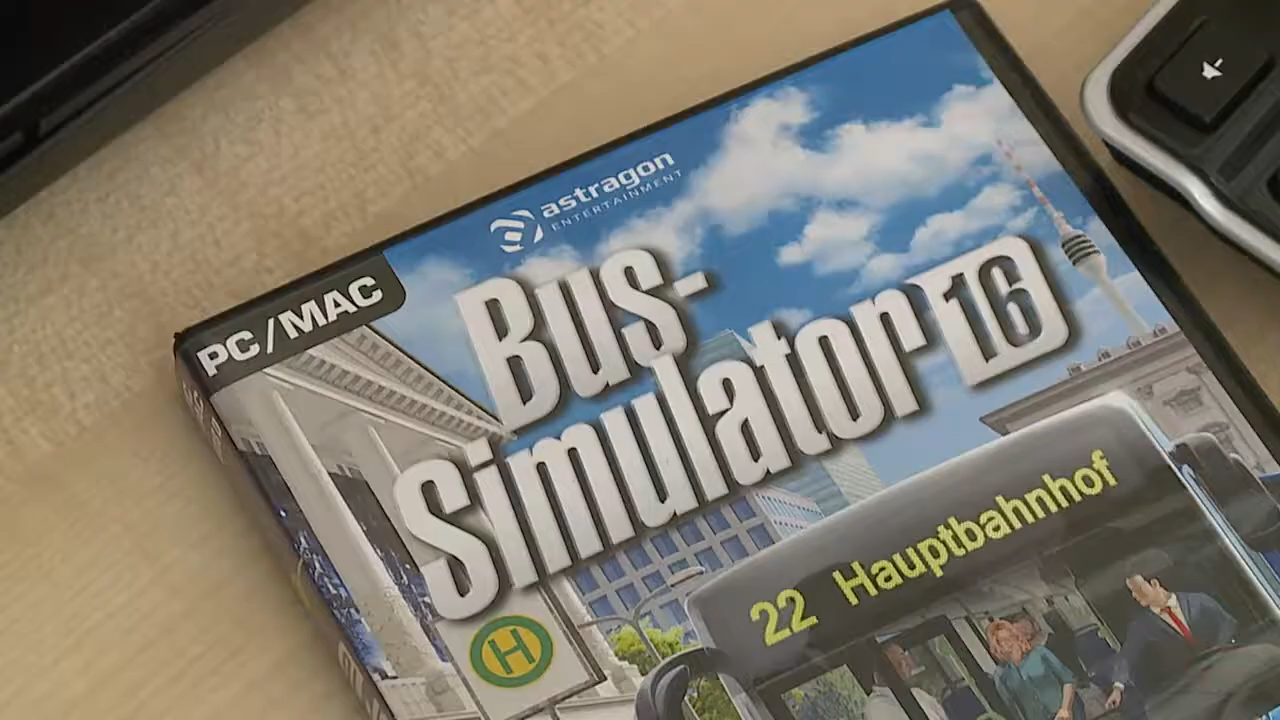 astragon
ENTERTAINMENT
PC/MAC
Bus-
Simulator 16
22 Hauptbahnhof
H